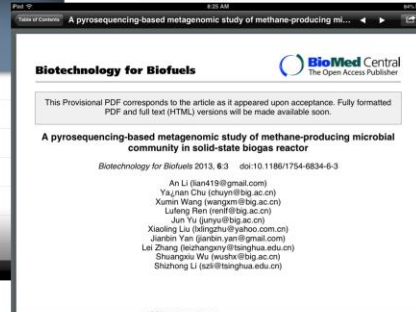 iPad
8:25 AM
84%
Table of Contents
A pyrosequencing-based metagenomic study of methane-producing mi...
Biotechnology for Biofuels
BioMed Central
The Open Access Publisher
This Provisional PDF corresponds to the article as it appeared upon acceptance. Fully formatted
PDF and full text (HTML) versions will be made available soon.
A pyrosequencing-based metagenomic study of methane-producing microbial
community in solid-state biogas reactor
Biotechnology for Biofuels 2013, 6:3 doi:10.1186/1754-6834-6-3
An Li (lian419@gmail.com)
Ya¿nan Chu (chuyn@big.ac.cn)
Xumin Wang (wangxm@big.ac.cn)
Lufeng Ren (renlf@big.ac.cn)
Jun Yu (junyu@big.ac.cn)
Xiaoling Liu (lxlingzhu@yahoo.com.cn)
Jianbin Yan (jianbin.yan@gmail.com)
Lei Zhang (leizhangxny@tsinghua.edu.cn)
Shuangxiu Wu (wushx@big.ac.cn)
Shizhong Li (szli@tsinghua.edu.cn)